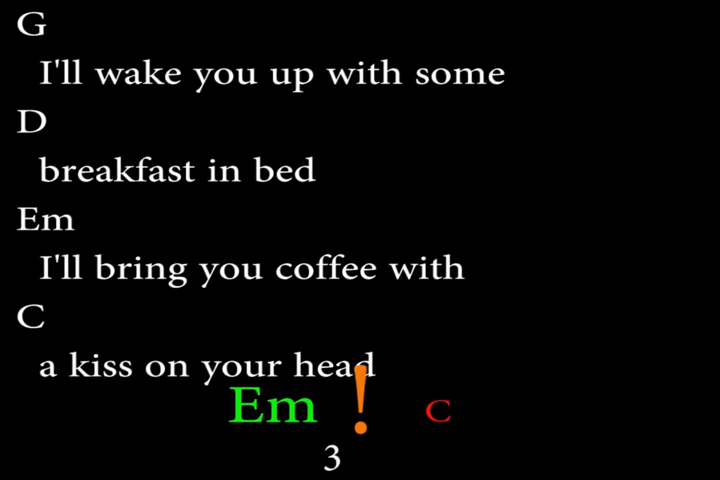 G
I'll wake you up with some
D
breakfast in bed
Em
I'll bring you coffee with
C
a kiss on your head
Em ! C
3